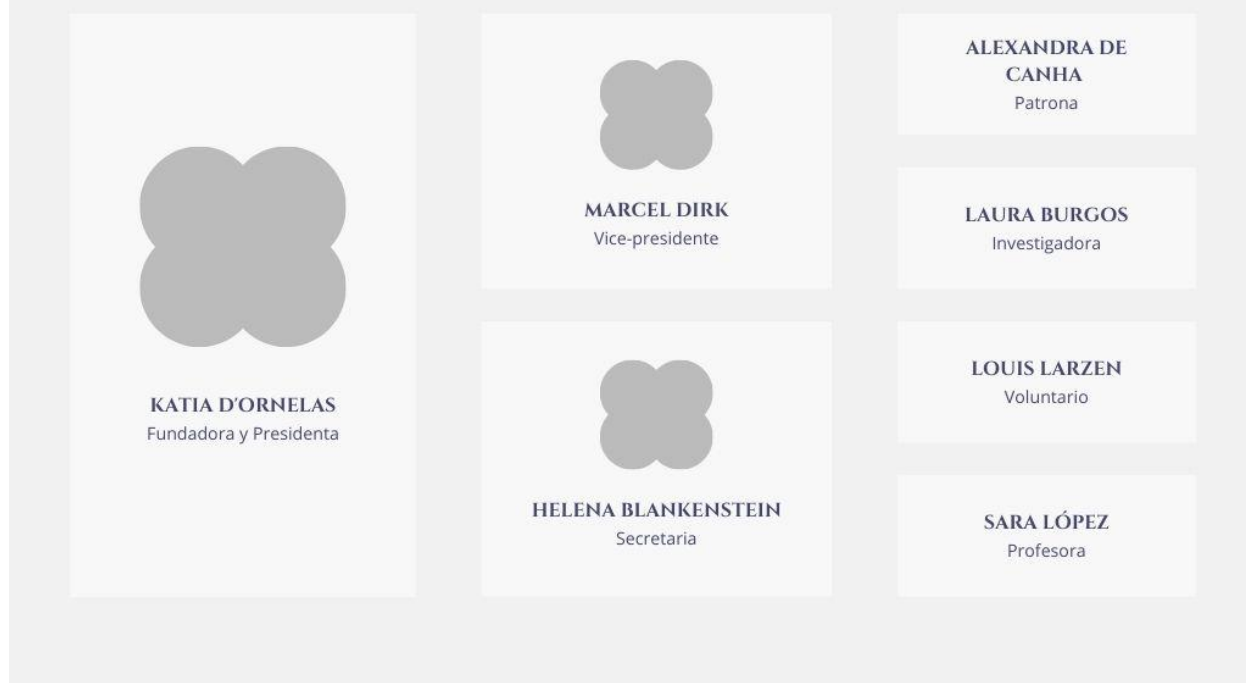 KATIA D'ORNELAS
Fundadora y Presidenta
MARCEL DIRK
Vice-presidente
HELENA BLANKENSTEIN
Secretaria
ALEXANDRA DE
CANHA
Patrona
LAURA BURGOS
Investigadora
LOUIS LARZEN
Voluntario
SARA LÓPEZ
Profesora